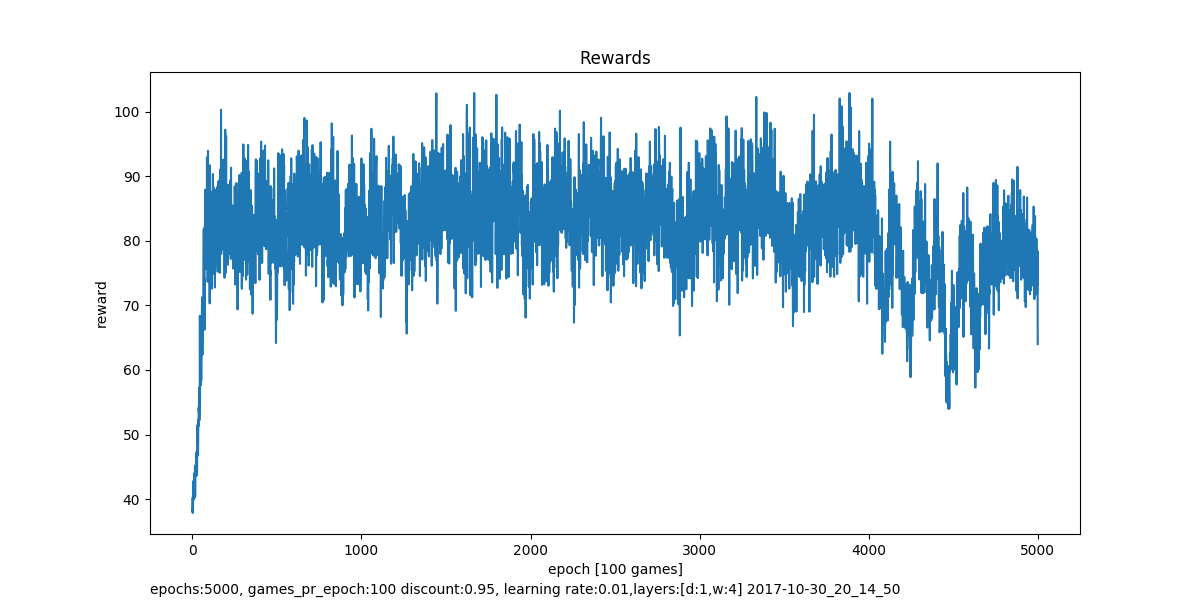 Rewards
100
90
80
70
60
50
40
reward
0 1000 2000 3000 4000 5000
epoch [100 games]
epochs:5000, games_pr_epoch:100 discount:0.95, learning rate:0.01,layers:[d:1,w:4] 2017-10-30_20_14_50